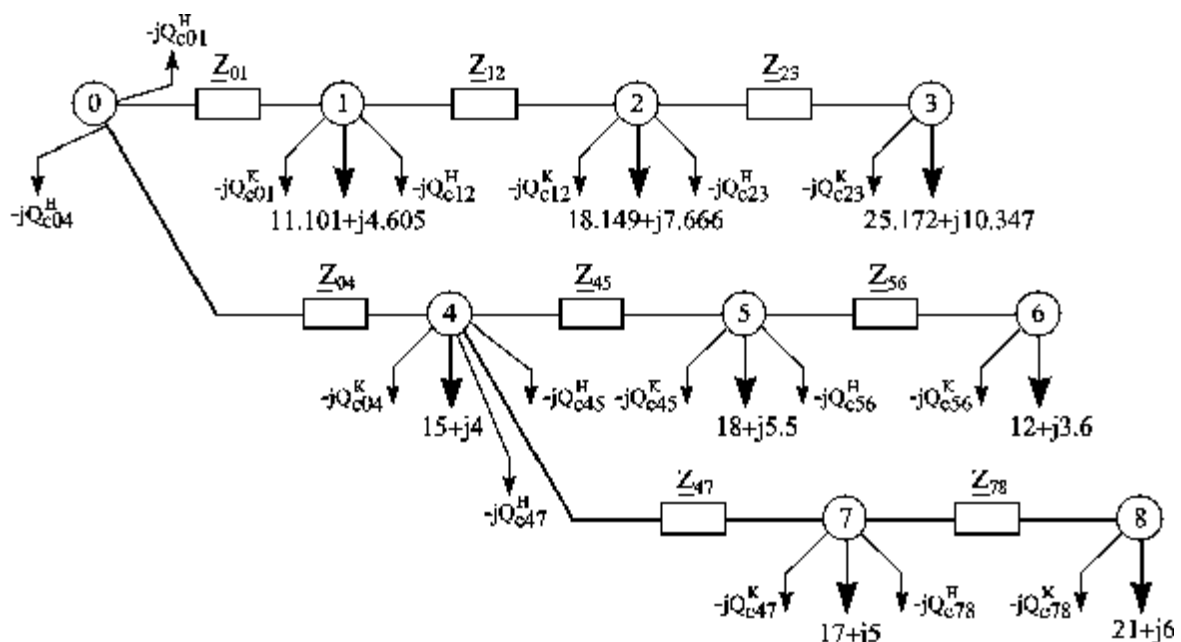 -jQ^H_c01
Z_01 Z_12 Z_23
0 1 2 3
-jQ^H_c04 -jQ^K_c01 -jQ^H_c12 -jQ^K_c12 -jQ^H_c23 -jQ^K_c23
11.101+j4.605 18.149+j7.666 25.172+j10.347
Z_04 Z_45 Z_56
4 5 6
-jQ^K_c04 -jQ^H_c45 -jQ^K_c45 -jQ^H_c56 -jQ^K_c56
15+j4 18+j5.5 12+j3.6
-jQ^H_c47 Z_47 Z_78
7 8
-jQ^K_c47 -jQ^H_c78 -jQ^K_c78
17+j5 21+j6